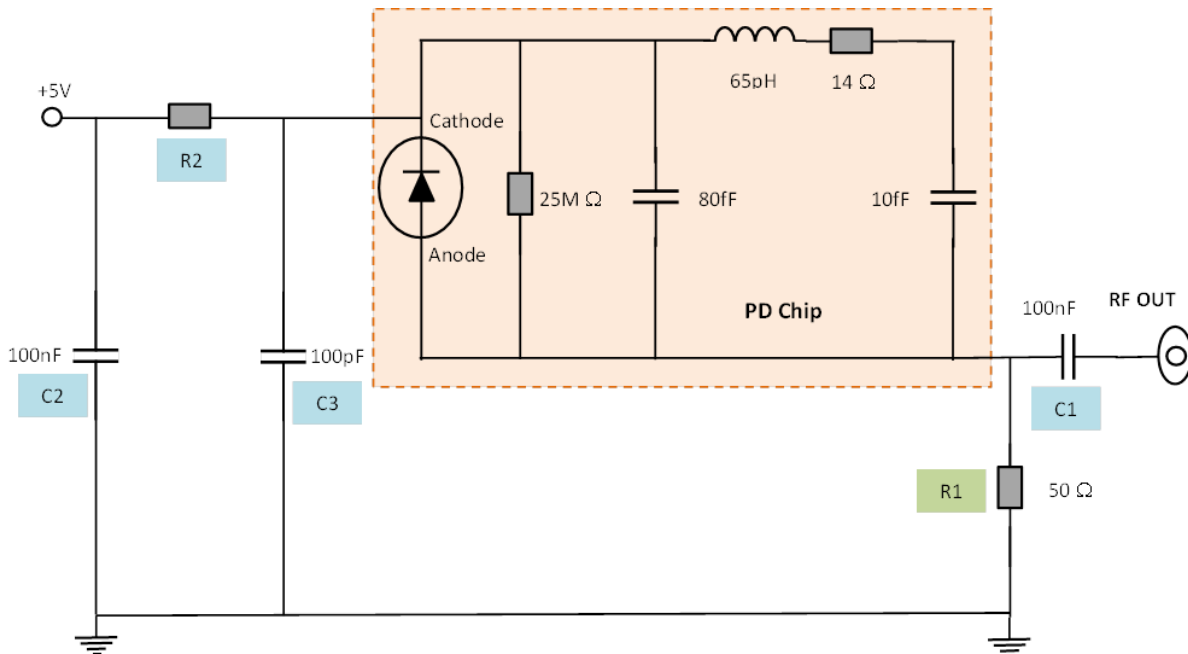 +5V
R2
Cathode
Anode
65pH
14 Ω
25M Ω
80fF
10fF
PD Chip
100nF
RF OUT
100nF
C2
100pF
C3
C1
R1
50 Ω